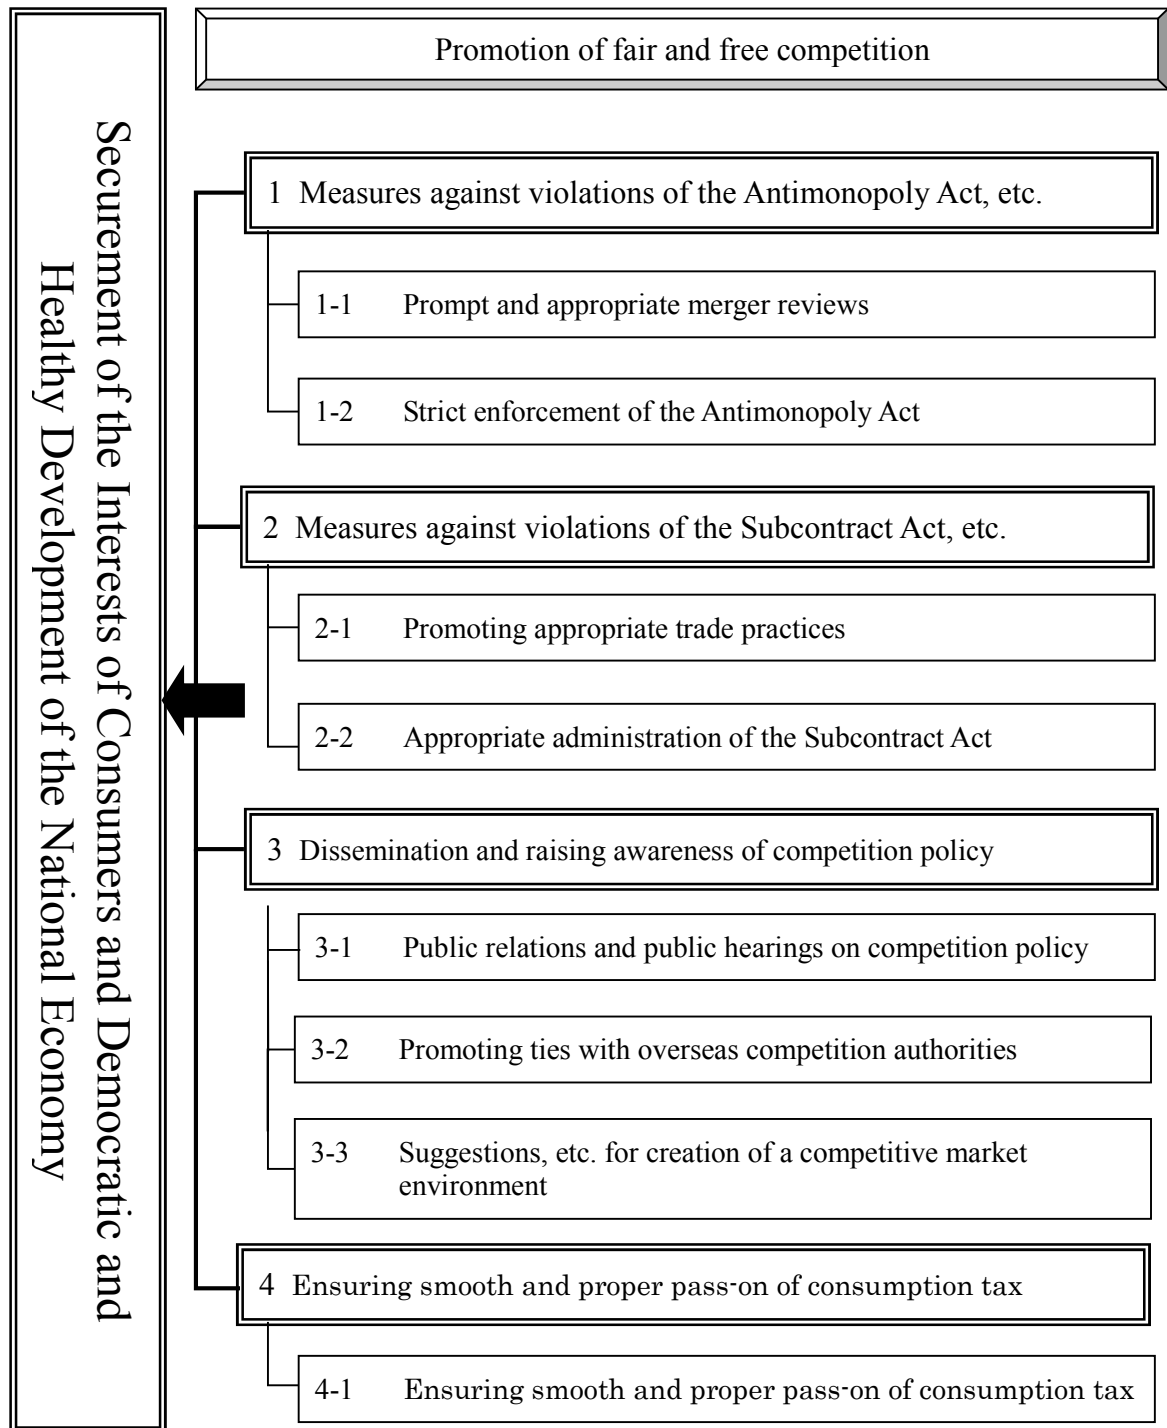 Promotion of fair and free competition
Securement of the Interests of Consumers and Democratic and
Healthy Development of the National Economy
1 Measures against violations of the Antimonopoly Act, etc.
1-1 Prompt and appropriate merger reviews
1-2 Strict enforcement of the Antimonopoly Act
2 Measures against violations of the Subcontract Act, etc.
2-1 Promoting appropriate trade practices
2-2 Appropriate administration of the Subcontract Act
3 Dissemination and raising awareness of competition policy
3-1 Public relations and public hearings on competition policy
3-2 Promoting ties with overseas competition authorities
3-3 Suggestions, etc. for creation of a competitive market
environment
4 Ensuring smooth and proper pass-on of consumption tax
4-1 Ensuring smooth and proper pass-on of consumption tax